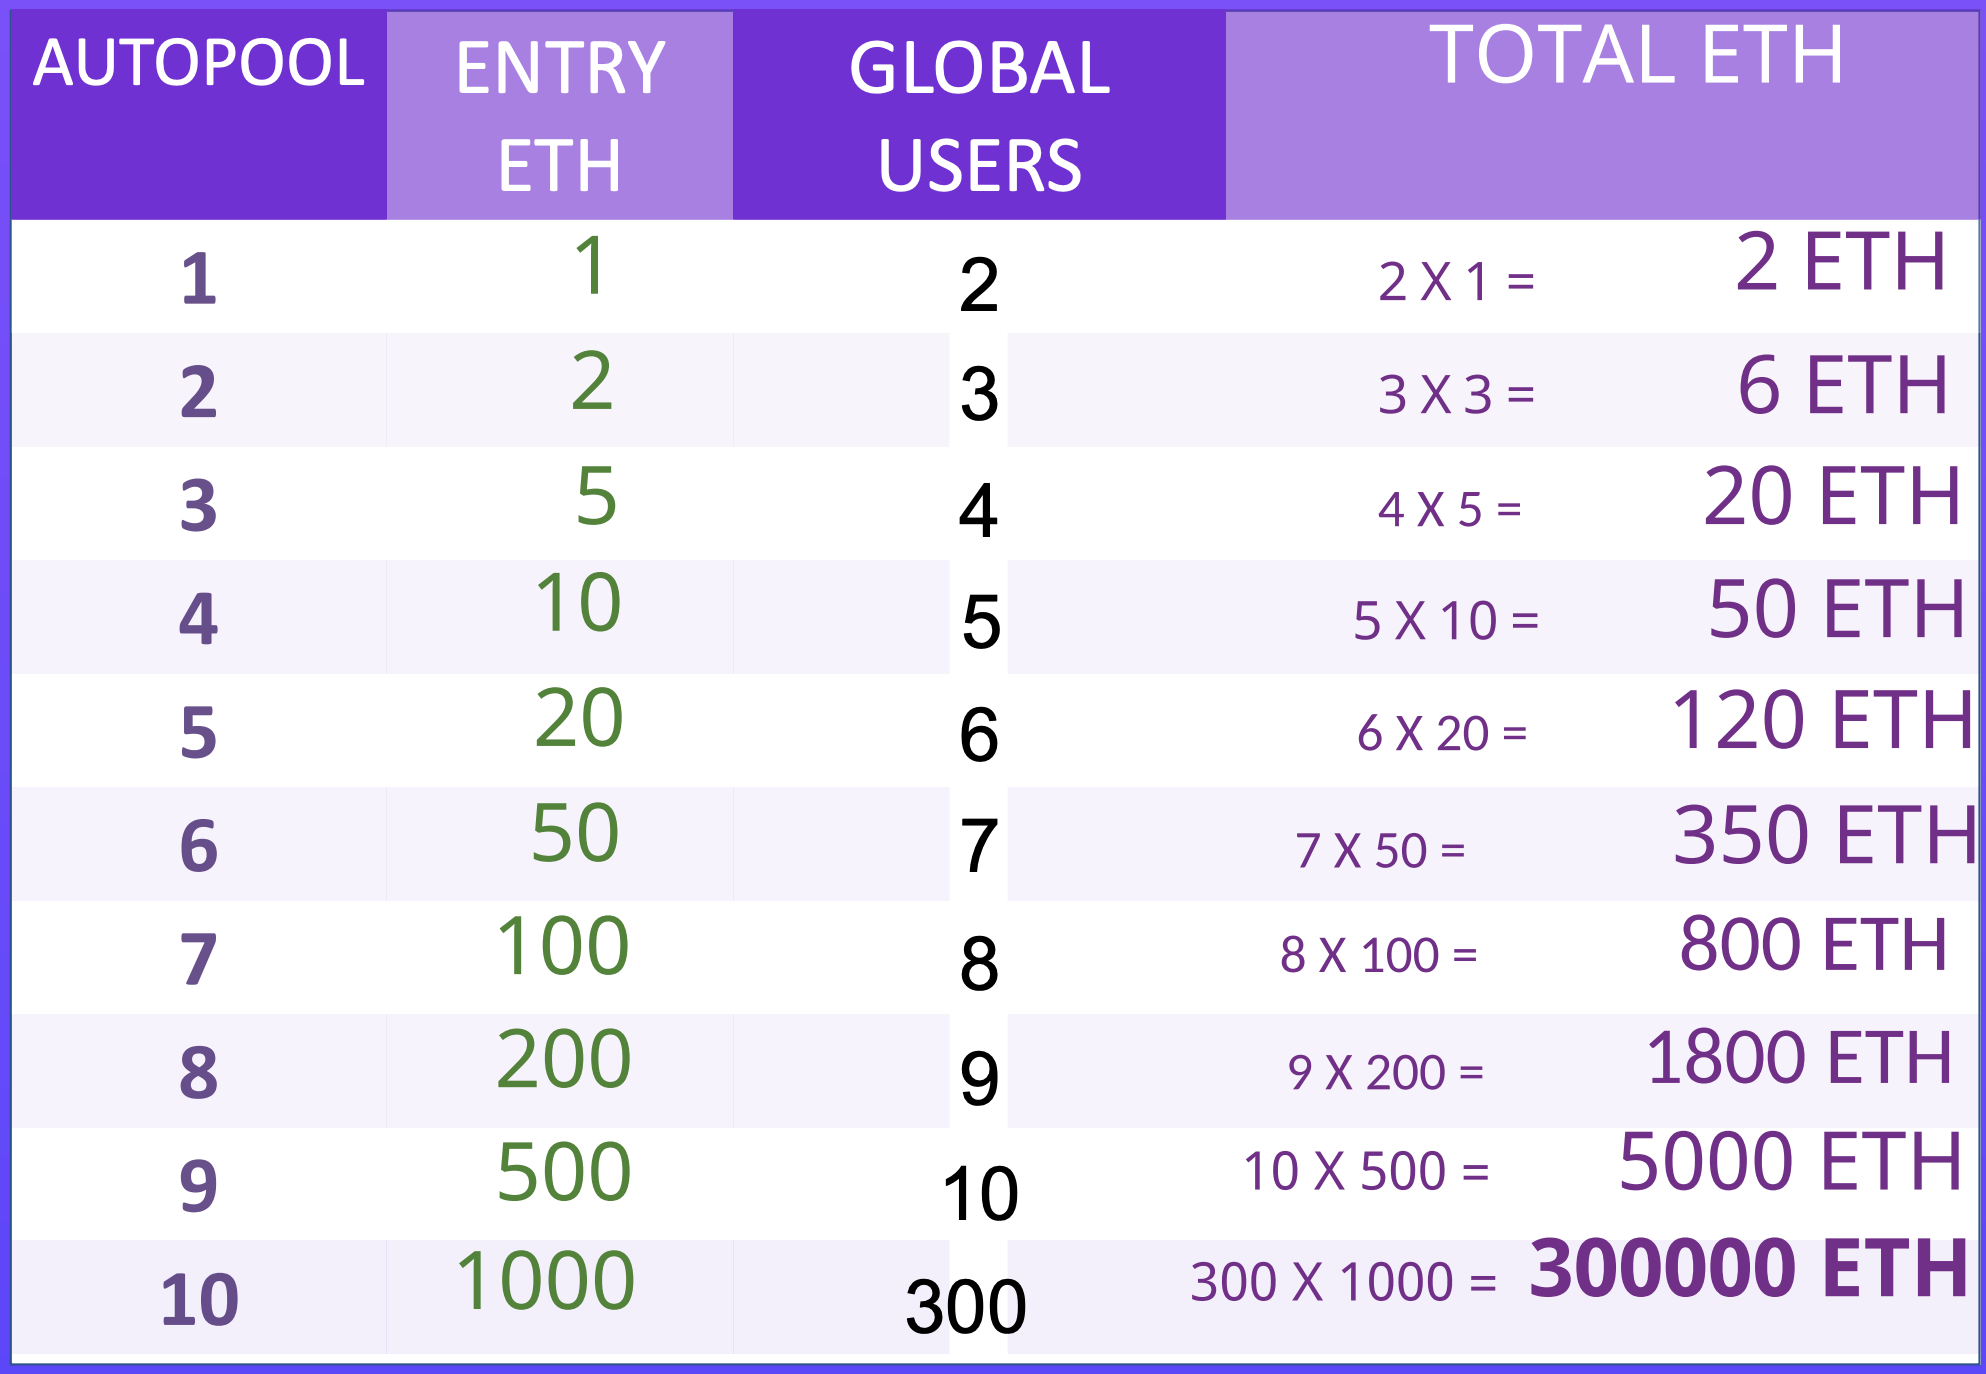 AUTOPOOL ENTRY ETH GLOBAL USERS TOTAL ETH
1 1 2 2 X 1 = 2 ETH
2 2 3 3 X 3 = 6 ETH
3 5 4 4 X 5 = 20 ETH
4 10 5 5 X 10 = 50 ETH
5 20 6 6 X 20 = 120 ETH
6 50 7 7 X 50 = 350 ETH
7 100 8 8 X 100 = 800 ETH
8 200 9 9 X 200 = 1800 ETH
9 500 10 10 X 500 = 5000 ETH
10 1000 300 300 X 1000 = 300000 ETH